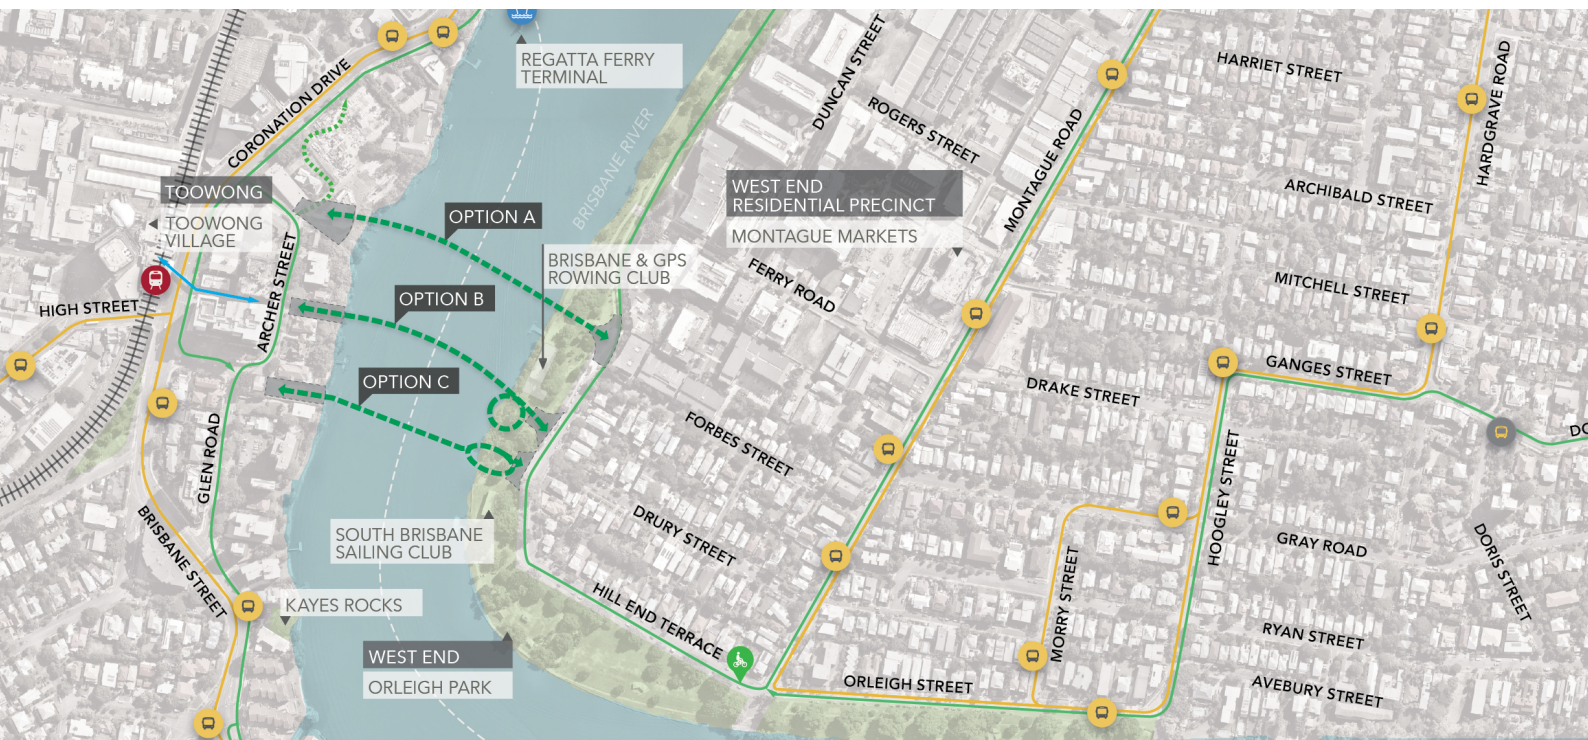 REGATTA FERRY
TERMINAL
CORONATION DRIVE
DUNCAN STREET
HARRIET STREET
HARDGRAVE ROAD
ROGERS STREET
BRISBANE RIVER
MONTAGUE ROAD
TOOWONG
TOOWONG
VILLAGE
OPTION A
WEST END
RESIDENTIAL PRECINCT
MONTAGUE MARKETS
ARCHIBALD STREET
BRISBANE & GPS
ROWING CLUB
FERRY ROAD
MITCHELL STREET
ARCHER STREET
HIGH STREET
OPTION B
OPTION C
GANGES STREET
DRAKE STREET
DO
FORBES STREET
GLEN ROAD
HOOGLEY STREET
BRISBANE STREET
SOUTH BRISBANE
SAILING CLUB
DRURY STREET
GRAY ROAD
DORIS STREET
KAYES ROCKS
HILL END TERRACE
MORRY STREET
RYAN STREET
WEST END
ORLEIGH PARK
ORLEIGH STREET
AVEBURY STREET